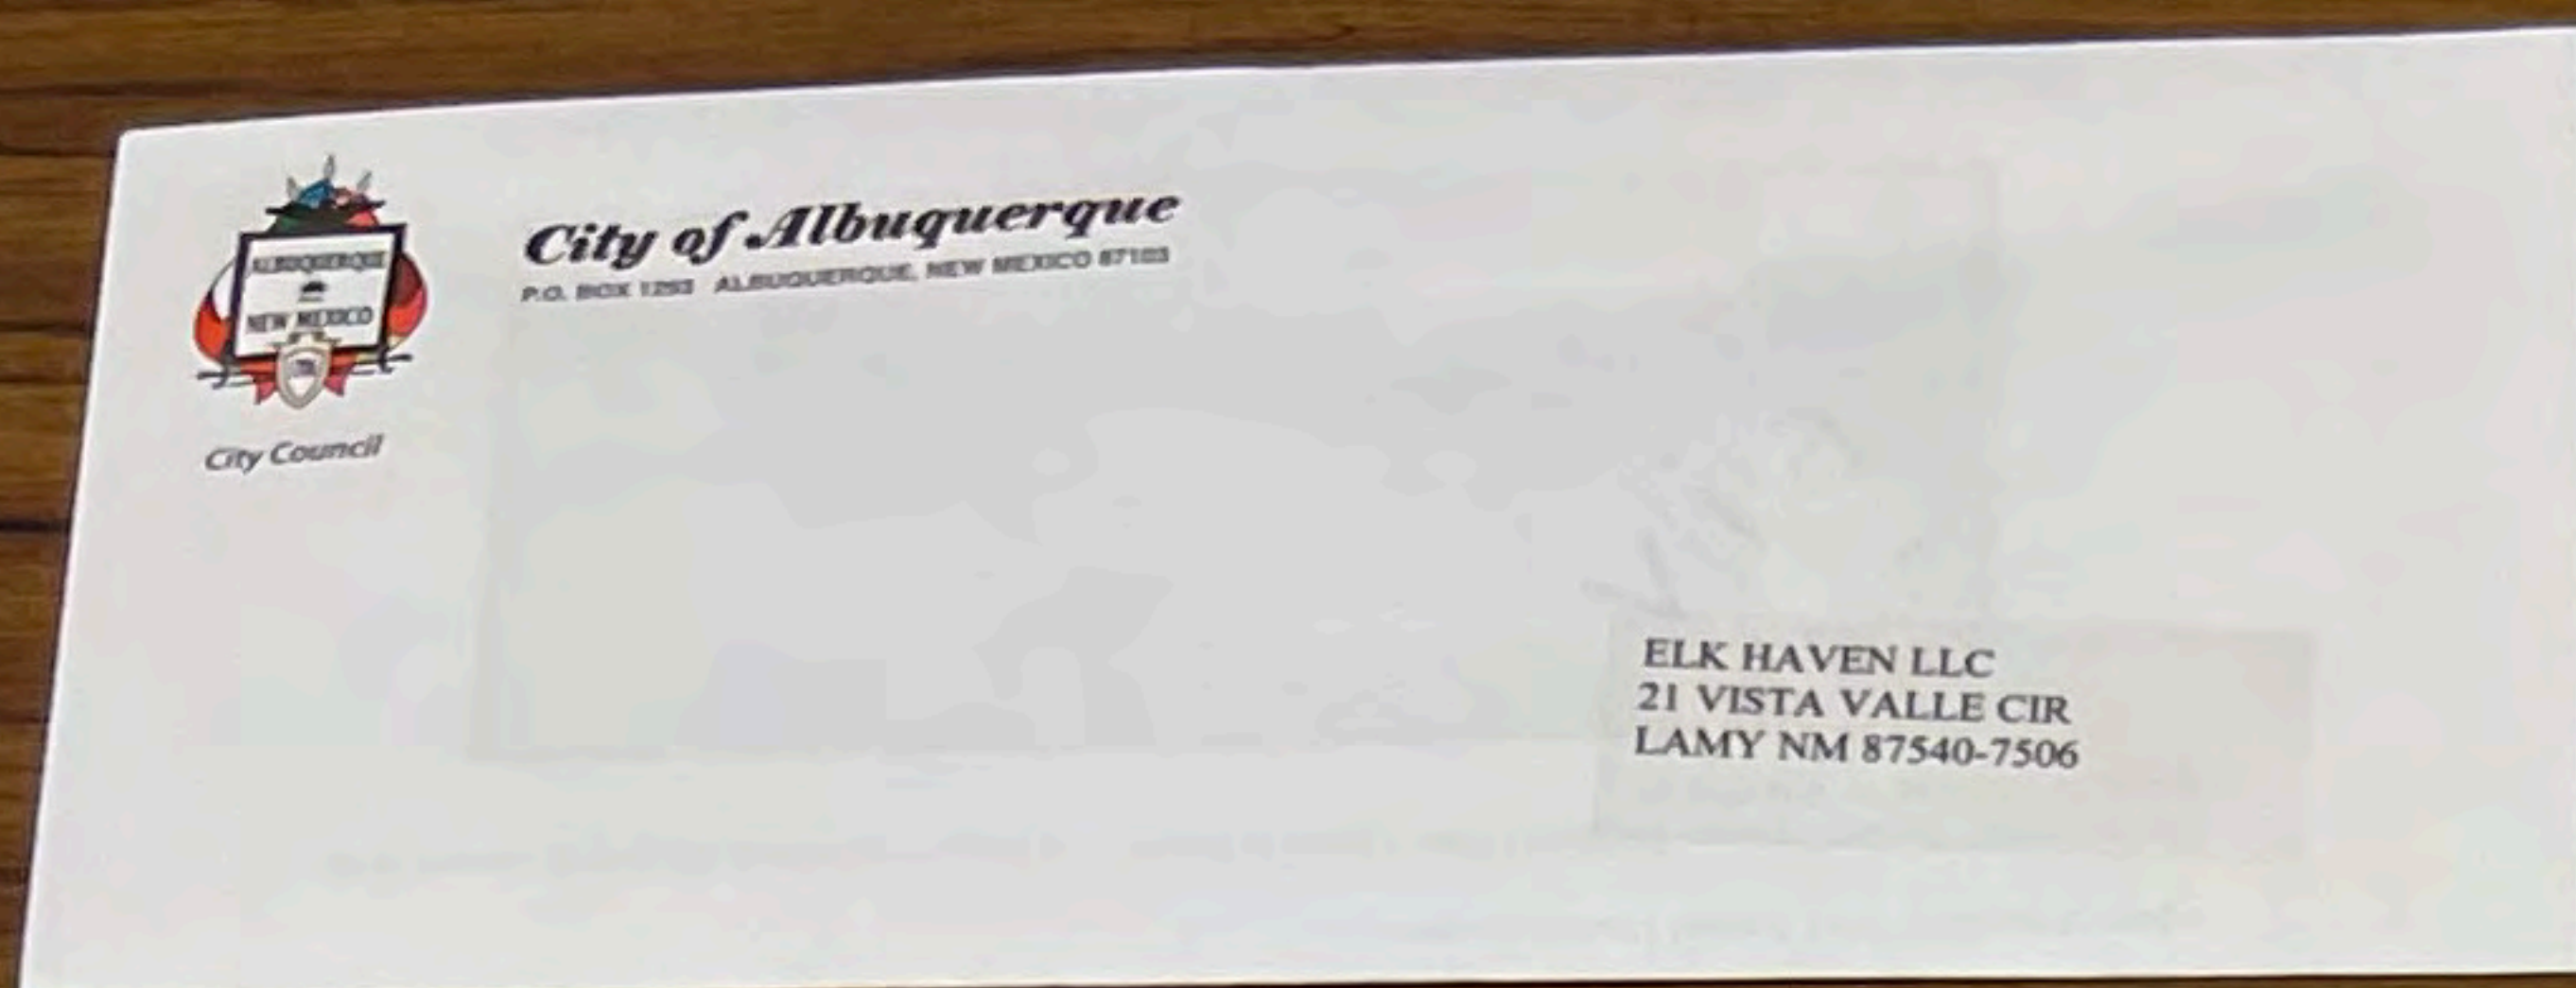 ALBUQUERQUE
NEW MEXICO
City Council
City of Albuquerque
P.O. BOX 1293 ALBUQUERQUE, NEW MEXICO 87103
ELK HAVEN LLC
21 VISTA VALLE CIR
LAMY NM 87540-7506